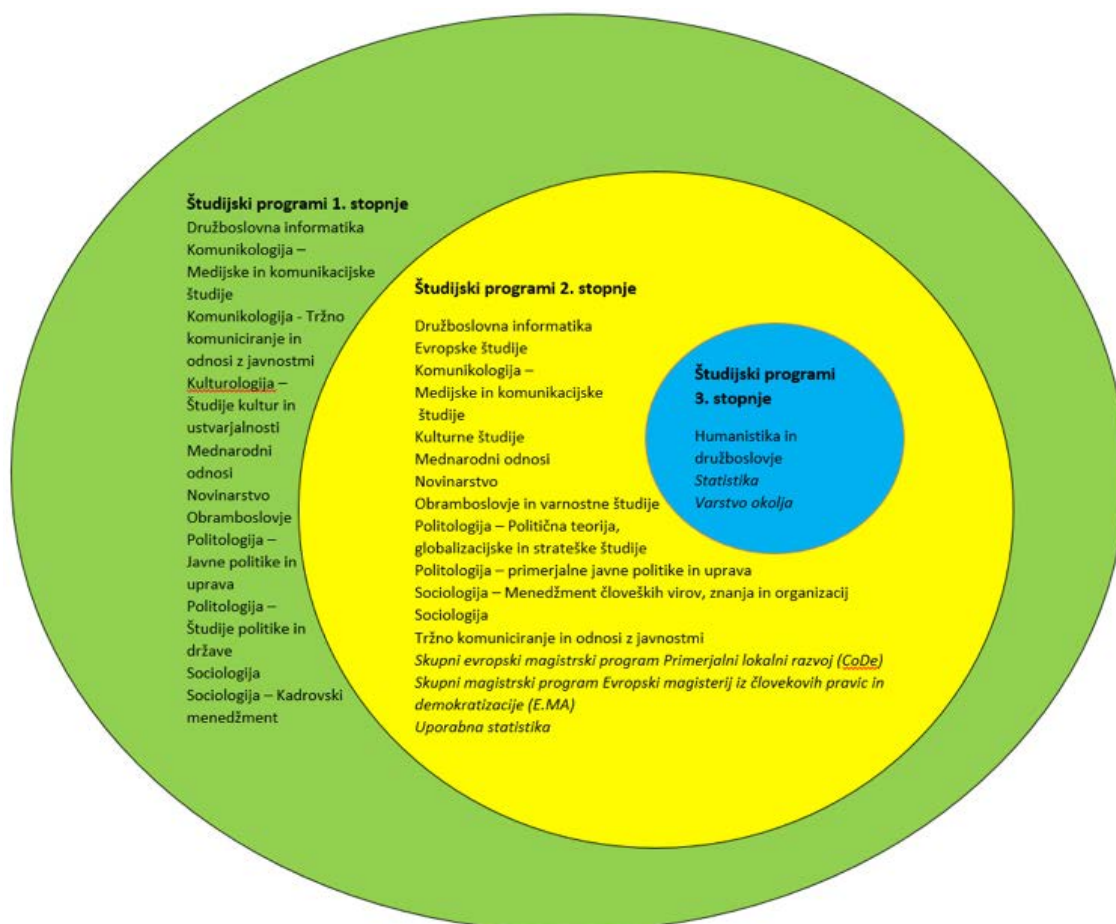 Študijski programi 1. stopnje
Družboslovna informatika
Komunikologija –
Medijske in komunikacijske
študije
Komunikologija - Tržno
komuniciranje in
odnosi z javnostmi
Kulturologija –
Študije kultur in
ustvarjalnosti
Mednarodni
odnosi
Novinarstvo
Obramboslovje
Politologija –
Javne politike in
uprava
Politologija –
Študije politike in
države
Sociologija
Sociologija – Kadrovski
menedžment
Študijski programi 2. stopnje
Družboslovna informatika
Evropske študije
Komunikologija –
Medijske in komunikacijske
študije
Kulturne študije
Mednarodni odnosi
Novinarstvo
Obramboslovje in varnostne študije
Politologija – Politična teorija,
globalizacijske in strateške študije
Politologija – primerjalne javne politike in uprava
Sociologija – Menedžment človeških virov, znanja in organizacij
Sociologija
Tržno komuniciranje in odnosi z javnostmi
Skupni evropski magistrski program Primerjalni lokalni razvoj (CoDe)
Skupni magistrski program Evropski magisterij iz človekovih pravic in
demokratizacije (E.MA)
Uporabna statistika
Študijski programi
3. stopnje
Humanistika in
družboslovje
Statistika
Varstvo okolja